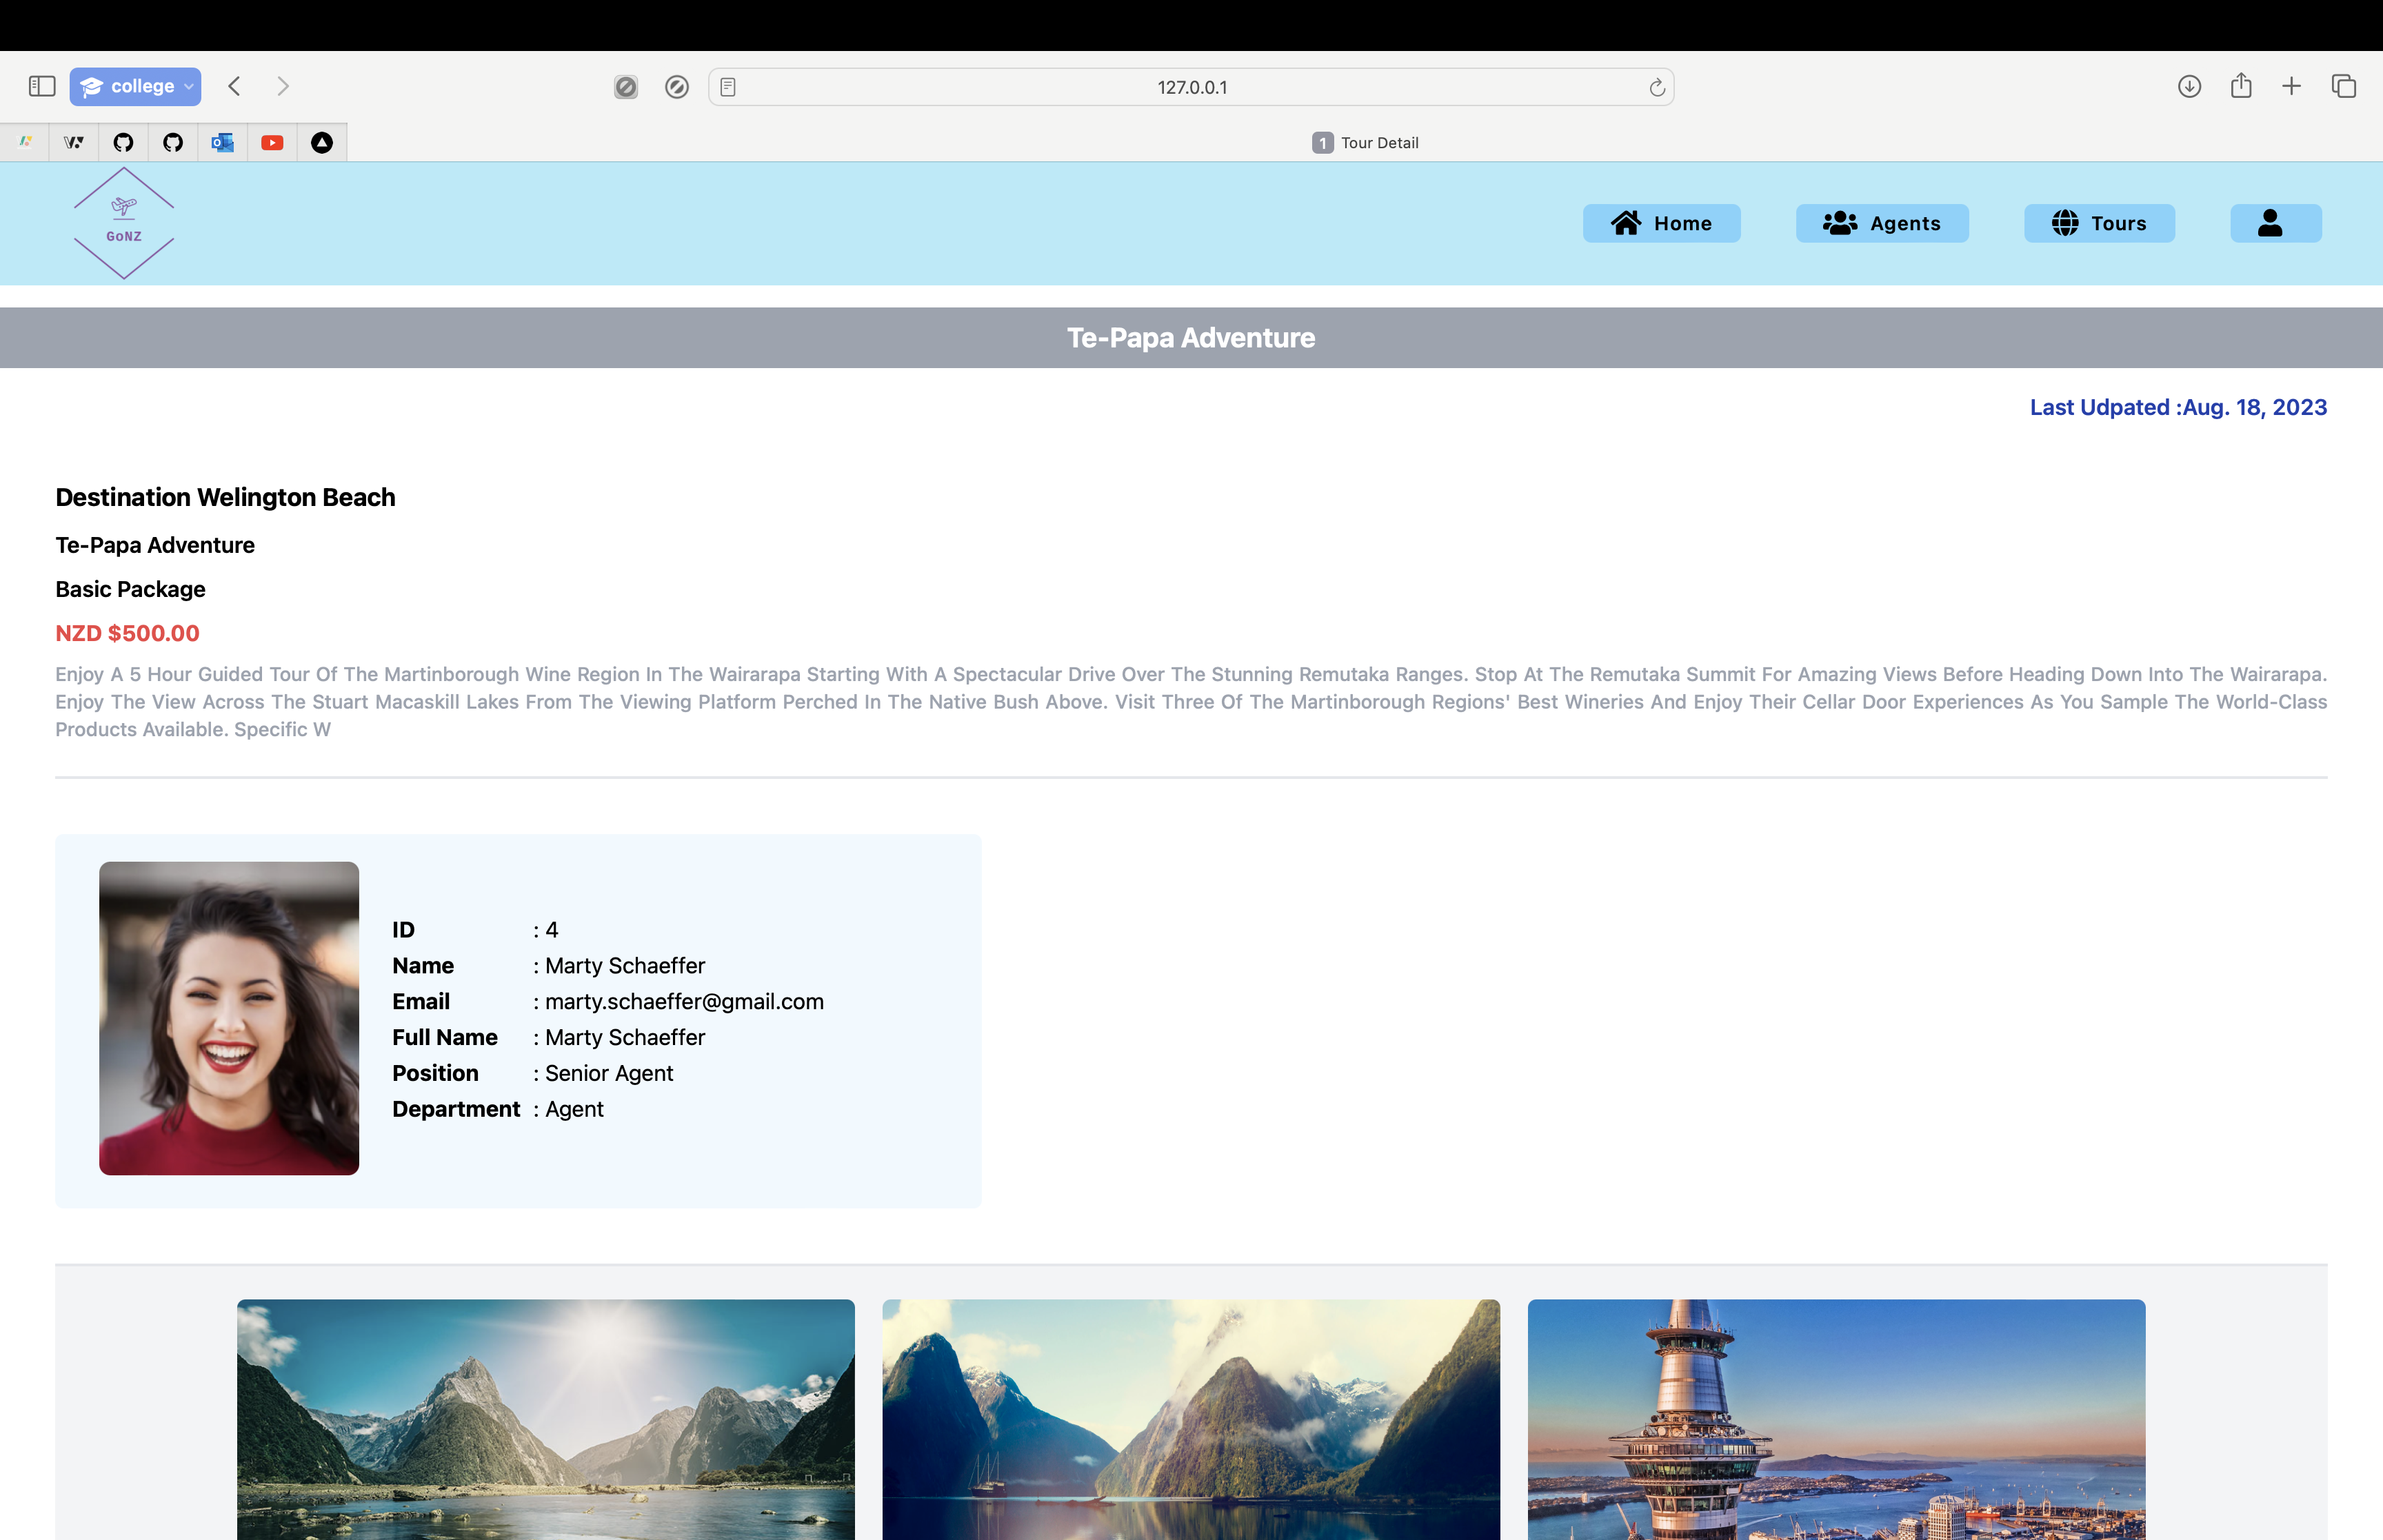 college
127.0.0.1
1 Tour Detail
GoNZ
Home
Agents
Tours
Te-Papa Adventure
Last Udpated :Aug. 18, 2023
Destination Welington Beach
Te-Papa Adventure
Basic Package
NZD $500.00
Enjoy A 5 Hour Guided Tour Of The Martinborough Wine Region In The Wairarapa Starting With A Spectacular Drive Over The Stunning Remutaka Ranges. Stop At The Remutaka Summit For Amazing Views Before Heading Down Into The Wairarapa.
Enjoy The View Across The Stuart Macaskill Lakes From The Viewing Platform Perched In The Native Bush Above. Visit Three Of The Martinborough Regions' Best Wineries And Enjoy Their Cellar Door Experiences As You Sample The World-Class
Products Available. Specific W
ID : 4
Name : Marty Schaeffer
Email : marty.schaeffer@gmail.com
Full Name : Marty Schaeffer
Position : Senior Agent
Department : Agent